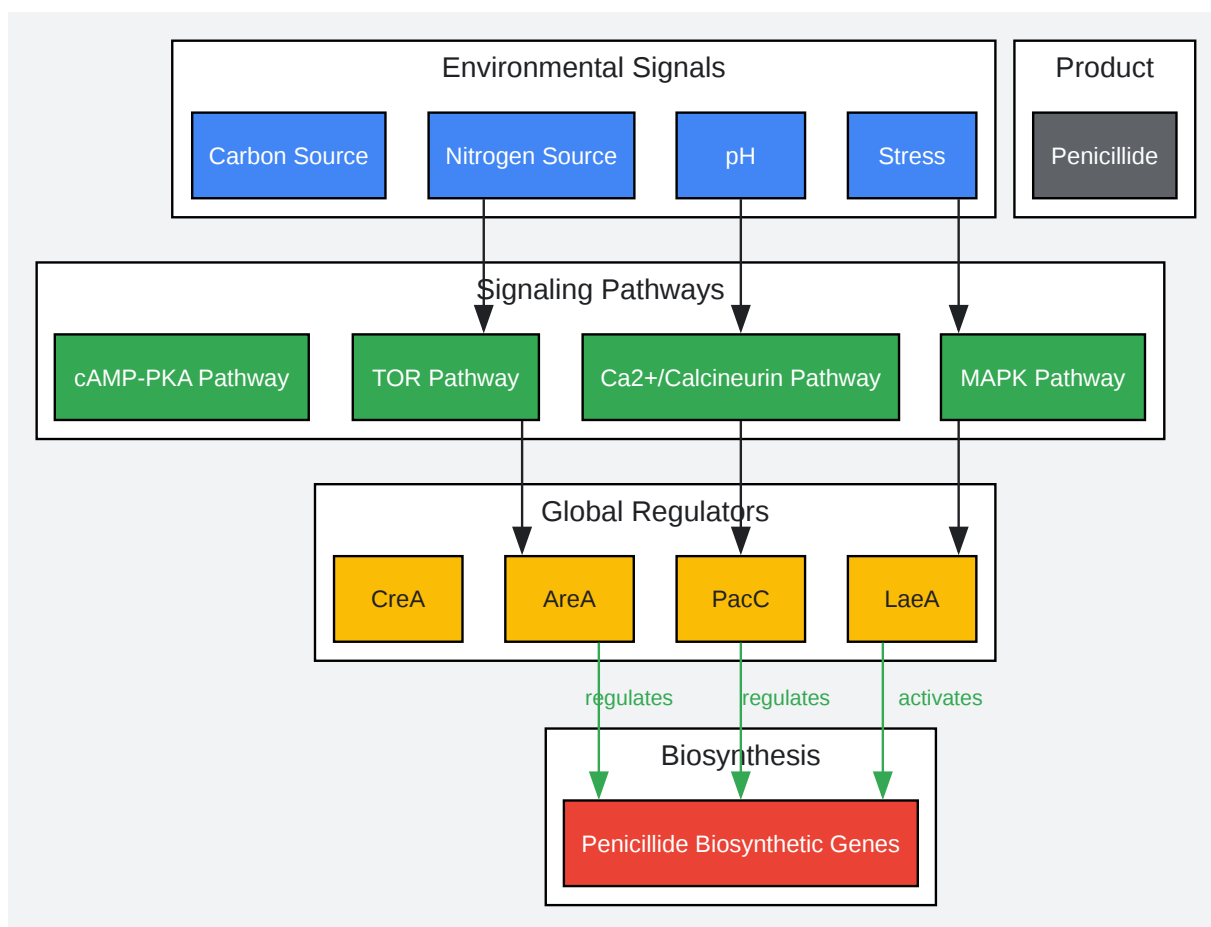 Environmental Signals
Product
Carbon Source
Nitrogen Source
pH
Stress
Penicillide
Signaling Pathways
cAMP-PKA Pathway
TOR Pathway
Ca2+/Calcineurin Pathway
MAPK Pathway
Global Regulators
CreA
AreA
PacC
LaeA
regulates
regulates
activates
Biosynthesis
Penicillide Biosynthetic Genes